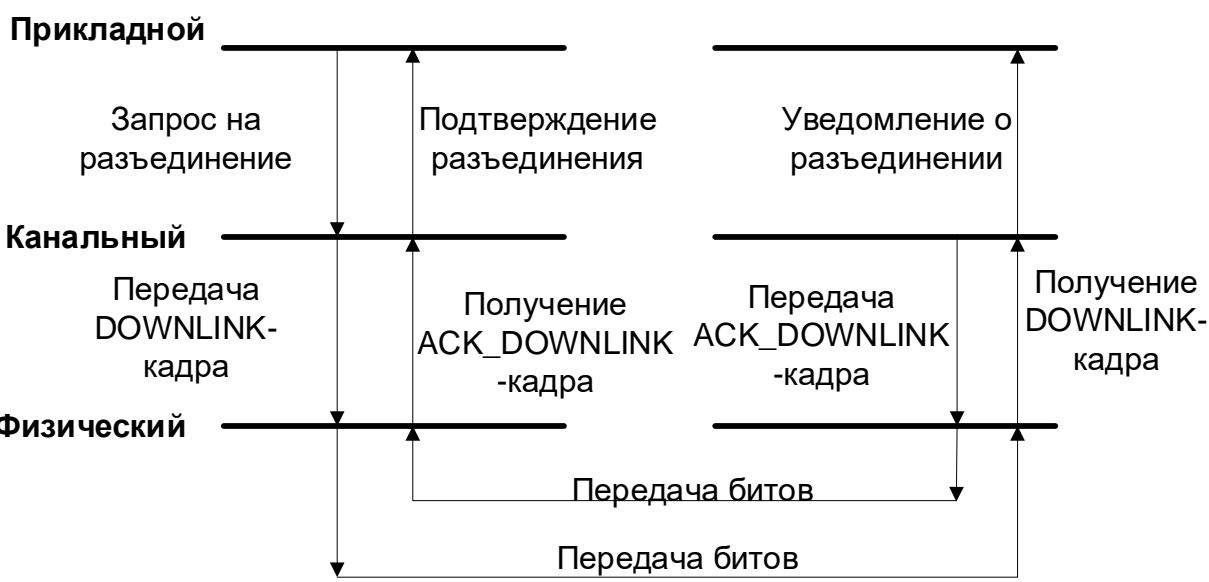 Прикладной
Запрос на
разъединение
Подтверждение
разъединения
Уведомление о
разъединении
Канальный
Передача
DOWNLINK-
кадра
Получение
ACK_DOWNLINK
-кадра
Передача
ACK_DOWNLINK
-кадра
Получение
DOWNLINK-
кадра
Физический
Передача битов
Передача битов